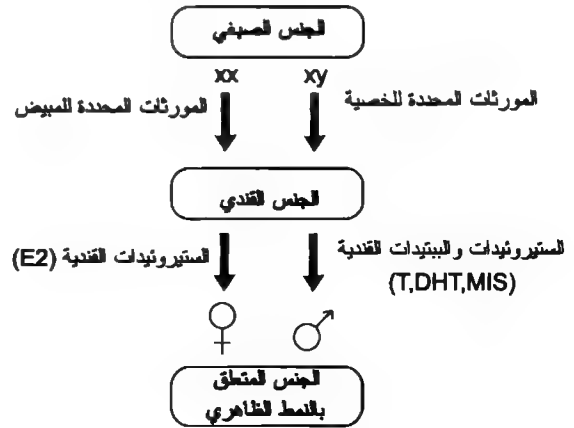 الجنس الصبغي
xx xy
المورثات المحددة للمبيض
المورثات المحددة للخصية
الجنس القندي
الستيروئيدات القندية (E2)
الستيروئيدات والببتيدات القندية
(T,DHT,MIS)
الجنس المتعلق
بالنمط الظاهري